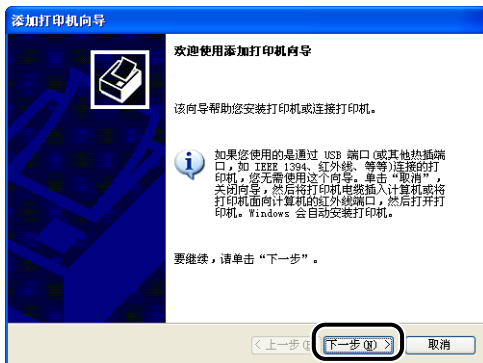 添加打印机向导
欢迎使用添加打印机向导
该向导帮助您安装打印机或连接打印机。
如果您使用的是通过 USB 端口(或其他热插端
口，如 IEEE 1394、红外线、等等)连接的打
印机，您无需使用这个向导。单击“取消”，
关闭向导，然后将打印机电缆插入计算机或将
打印机面向计算机的红外线端口，然后打开打
印机。Windows 会自动安装打印机。
要继续，请单击“下一步”。
<上一步(B 下一步(N) > 取消